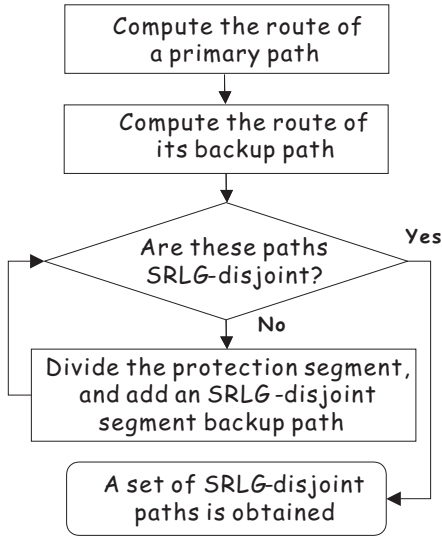 Compute the route of
a primary path
Compute the route of
its backup path
Are these paths
SRLG-disjoint?
Yes
No
Divide the protection segment,
and add an SRLG -disjoint
segment backup path
A set of SRLG-disjoint
paths is obtained